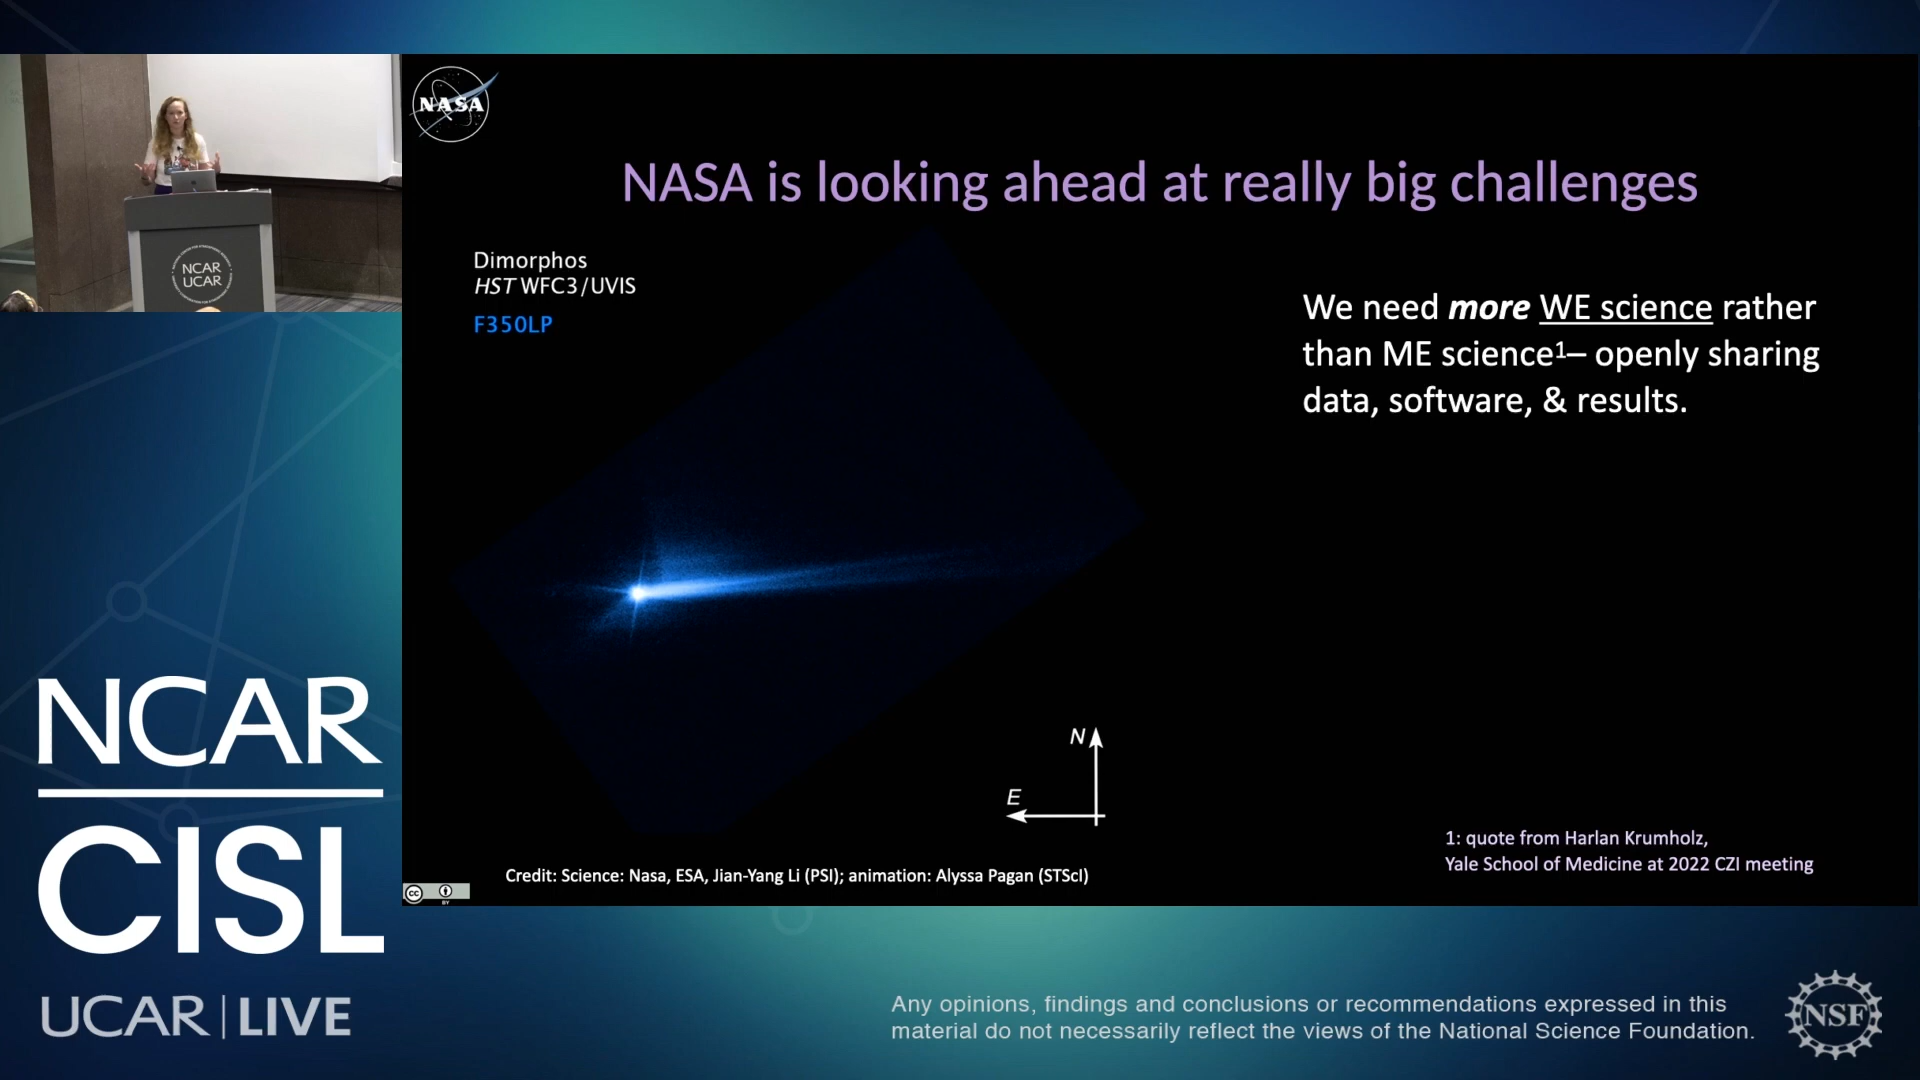 NASA
NASA is looking ahead at really big challenges
Dimorphos
HST WFC3/UVIS
F350LP
We need more WE science rather
than ME science1– openly sharing
data, software, & results.
N
E
1: quote from Harlan Krumholz,
Yale School of Medicine at 2022 CZI meeting
Credit: Science: Nasa, ESA, Jian-Yang Li (PSI); animation: Alyssa Pagan (STScI)
cc
BY
NCAR
UCAR
NCAR
CISL
UCAR | LIVE
Any opinions, findings and conclusions or recommendations expressed in this
material do not necessarily reflect the views of the National Science Foundation.
NSF